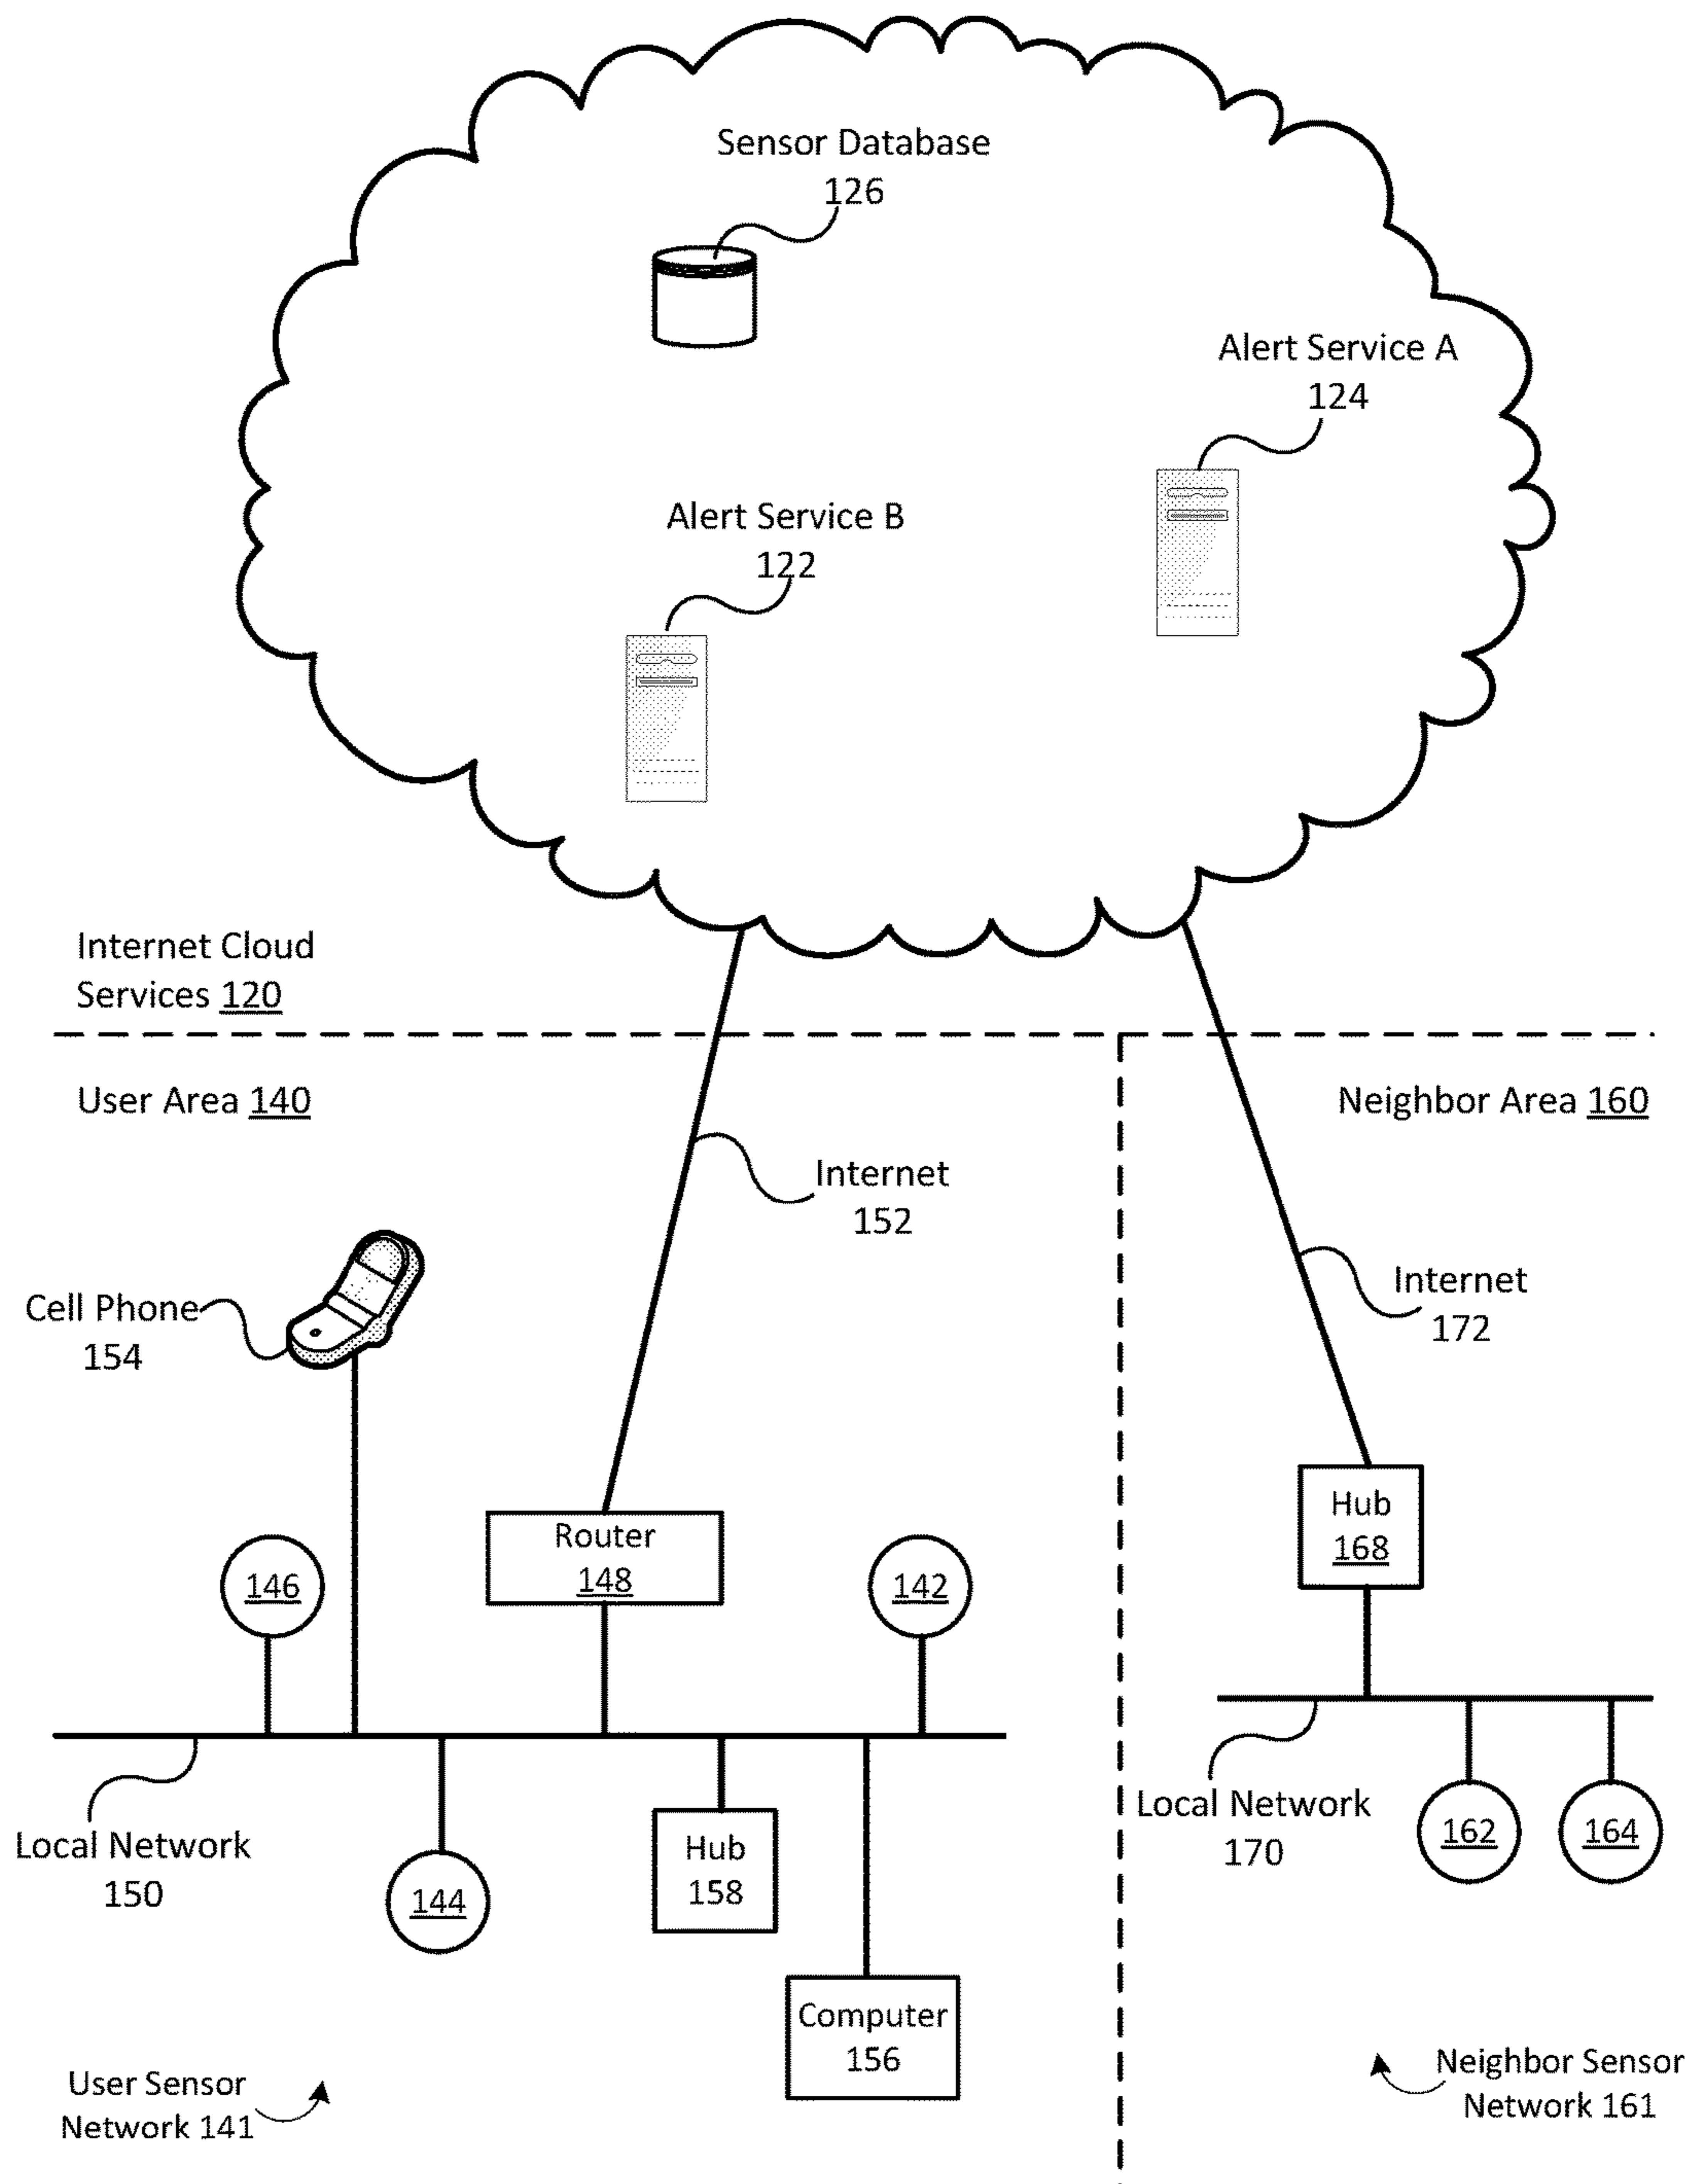 Sensor Database
126
Alert Service A
124
Alert Service B
122
Internet Cloud
Services 120
User Area 140
Neighbor Area 160
Internet
152
Cell Phone
154
Internet
172
Hub
168
Router
148
146
142
Local Network
150
144
Hub
158
Local Network
170
162
164
Computer
156
User Sensor
Network 141
Neighbor Sensor
Network 161